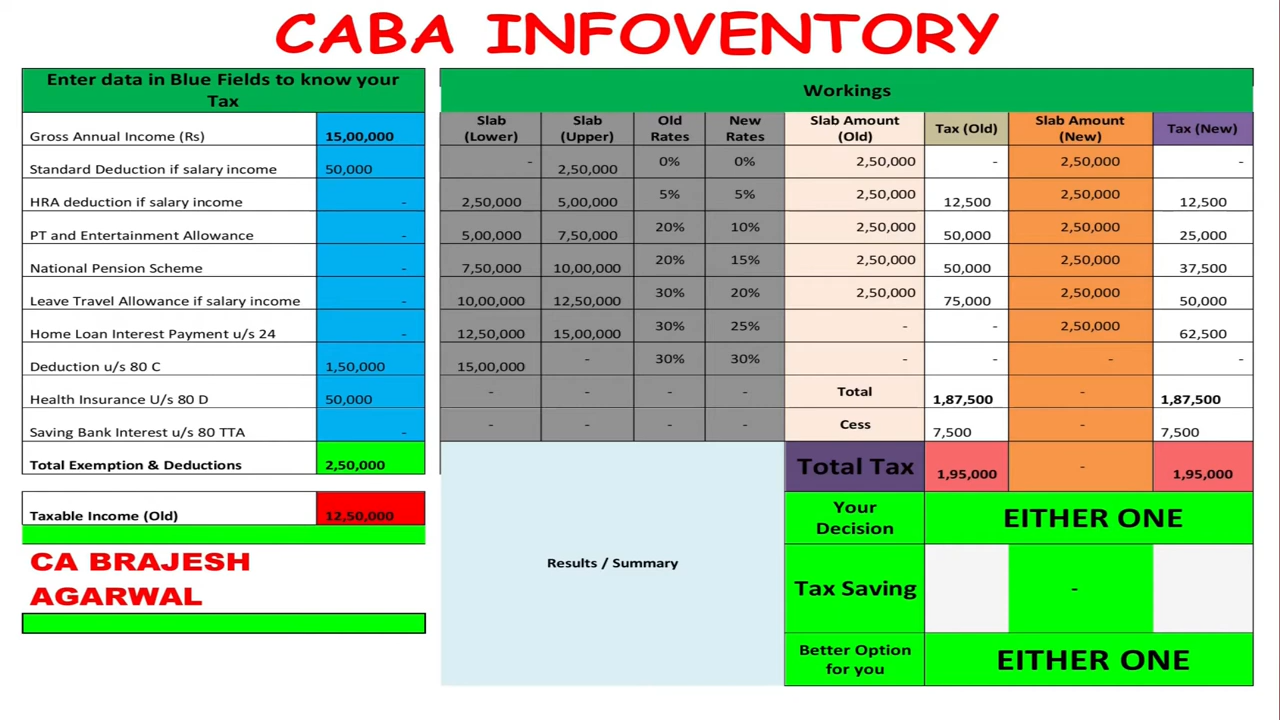 CABA INFOVENTORY
Enter data in Blue Fields to know your
Tax
Gross Annual Income (Rs) 15,00,000
Standard Deduction if salary income 50,000
HRA deduction if salary income -
PT and Entertainment Allowance -
National Pension Scheme -
Leave Travel Allowance if salary income -
Home Loan Interest Payment u/s 24 -
Deduction u/s 80 C 1,50,000
Health Insurance U/s 80 D 50,000
Saving Bank Interest u/s 80 TTA -
Total Exemption & Deductions 2,50,000
Taxable Income (Old) 12,50,000
CA BRAJESH
AGARWAL
Workings
Slab (Lower) Slab (Upper) Old Rates New Rates Slab Amount (Old) Tax (Old) Slab Amount (New) Tax (New)
- 2,50,000 0% 0% 2,50,000 - 2,50,000 -
2,50,000 5,00,000 5% 5% 2,50,000 12,500 2,50,000 12,500
5,00,000 7,50,000 20% 10% 2,50,000 50,000 2,50,000 25,000
7,50,000 10,00,000 20% 15% 2,50,000 50,000 2,50,000 37,500
10,00,000 12,50,000 30% 20% 2,50,000 75,000 2,50,000 50,000
12,50,000 15,00,000 30% 25% - - 2,50,000 62,500
15,00,000 - 30% 30% - - - -
- - - - Total 1,87,500 - 1,87,500
- - - - Cess 7,500 - 7,500
Total Tax 1,95,000 - 1,95,000
Results / Summary
Your
Decision
EITHER ONE
Tax Saving -
Better Option
for you
EITHER ONE